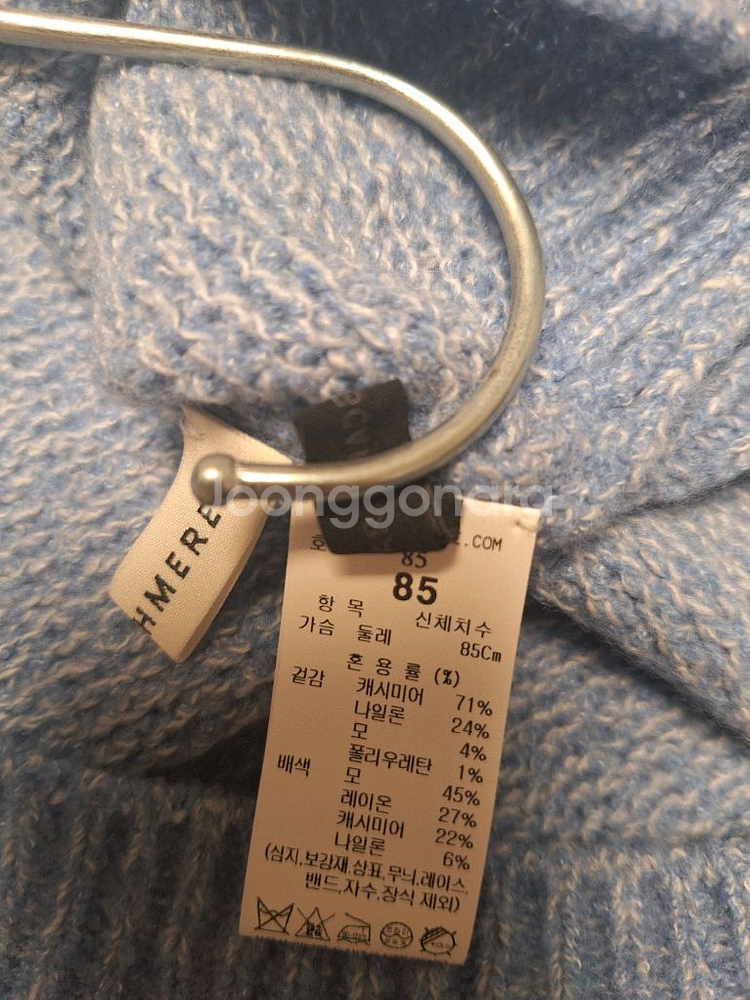 Joonggonara
HMERE
.COM
85
85
항 목 신체치수
가슴 둘레 85Cm
혼 용 률 (%)
겉감 캐시미어 71%
나일론 24%
모 4%
폴리우레탄 1%
배색 모 45%
레이온 27%
캐시미어 22%
나일론 6%
(심지,보강재,상표,무늬,레이스
밴드,자수,장식 제외)